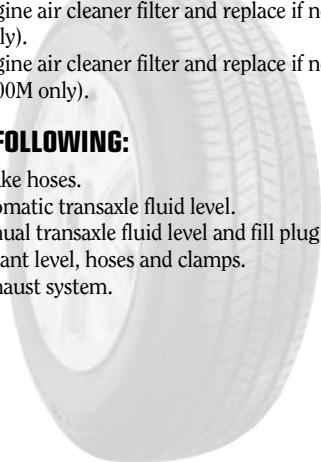 gine air cleaner filter and replace if n
ly).
gine air cleaner filter and replace if n
00M only).
FOLLOWING:
ke hoses.
omatic transaxle fluid level.
nual transaxle fluid level and fill plug
ant level, hoses and clamps.
haust system.